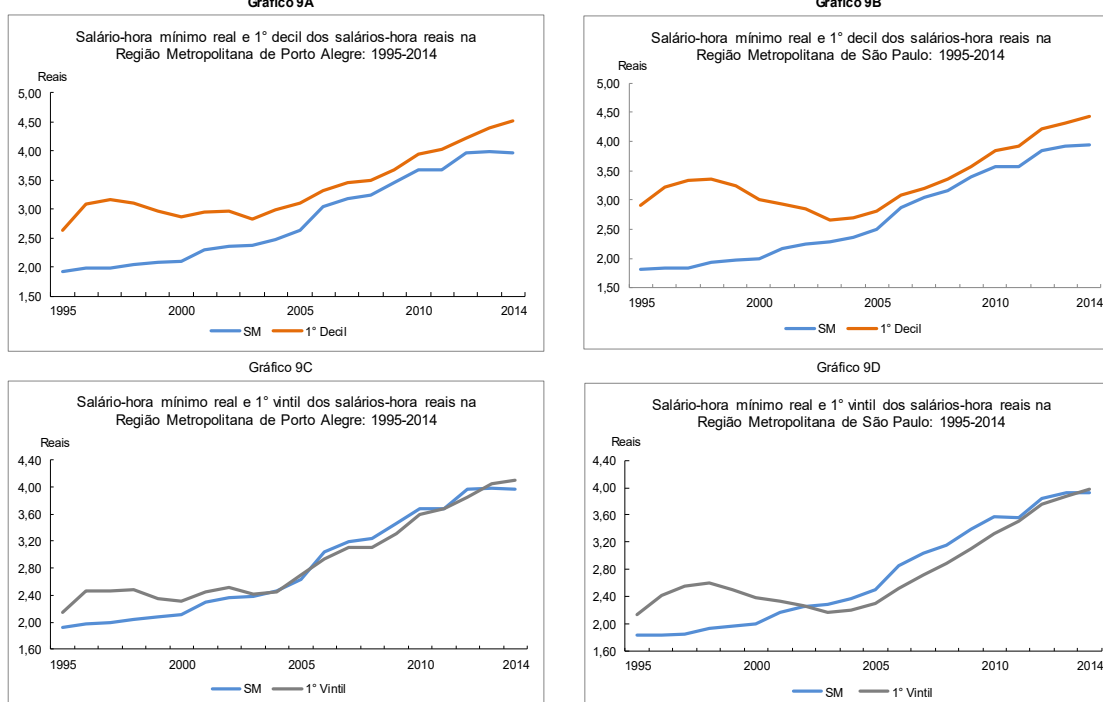 Gráfico 9A
Salário-hora mínimo real e 1° decil dos salários-hora reais na
Região Metropolitana de Porto Alegre: 1995-2014
Reais
5,00
4,50
4,00
3,50
3,00
2,50
2,00
1,50
1995 2000 2005 2010 2014
SM 1° Decil
Gráfico 9B
Salário-hora mínimo real e 1° decil dos salários-hora reais na
Região Metropolitana de São Paulo: 1995-2014
Reais
5,00
4,50
4,00
3,50
3,00
2,50
2,00
1,50
1995 2000 2005 2010 2014
SM 1° Decil
Gráfico 9C
Salário-hora mínimo real e 1° vintil dos salários-hora reais na
Região Metropolitana de Porto Alegre: 1995-2014
Reais
4,40
4,00
3,60
3,20
2,80
2,40
2,00
1,60
1995 2000 2005 2010 2014
SM 1° Vintil
Gráfico 9D
Salário-hora mínimo real e 1° vintil dos salários-hora reais na
Região Metropolitana de São Paulo: 1995-2014
Reais
4,40
4,00
3,60
3,20
2,80
2,40
2,00
1,60
1995 2000 2005 2010 2014
SM 1° Vintil